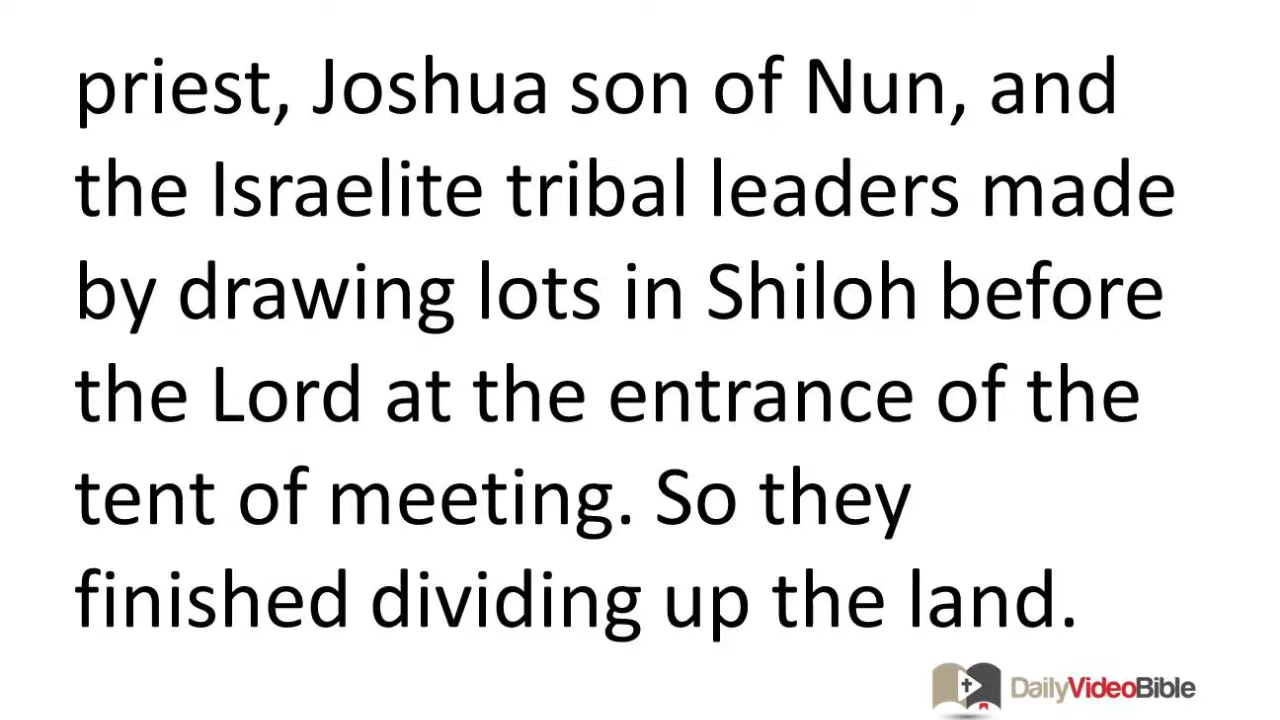 priest, Joshua son of Nun, and
the Israelite tribal leaders made
by drawing lots in Shiloh before
the Lord at the entrance of the
tent of meeting. So they
finished dividing up the land.
DailyVideoBible